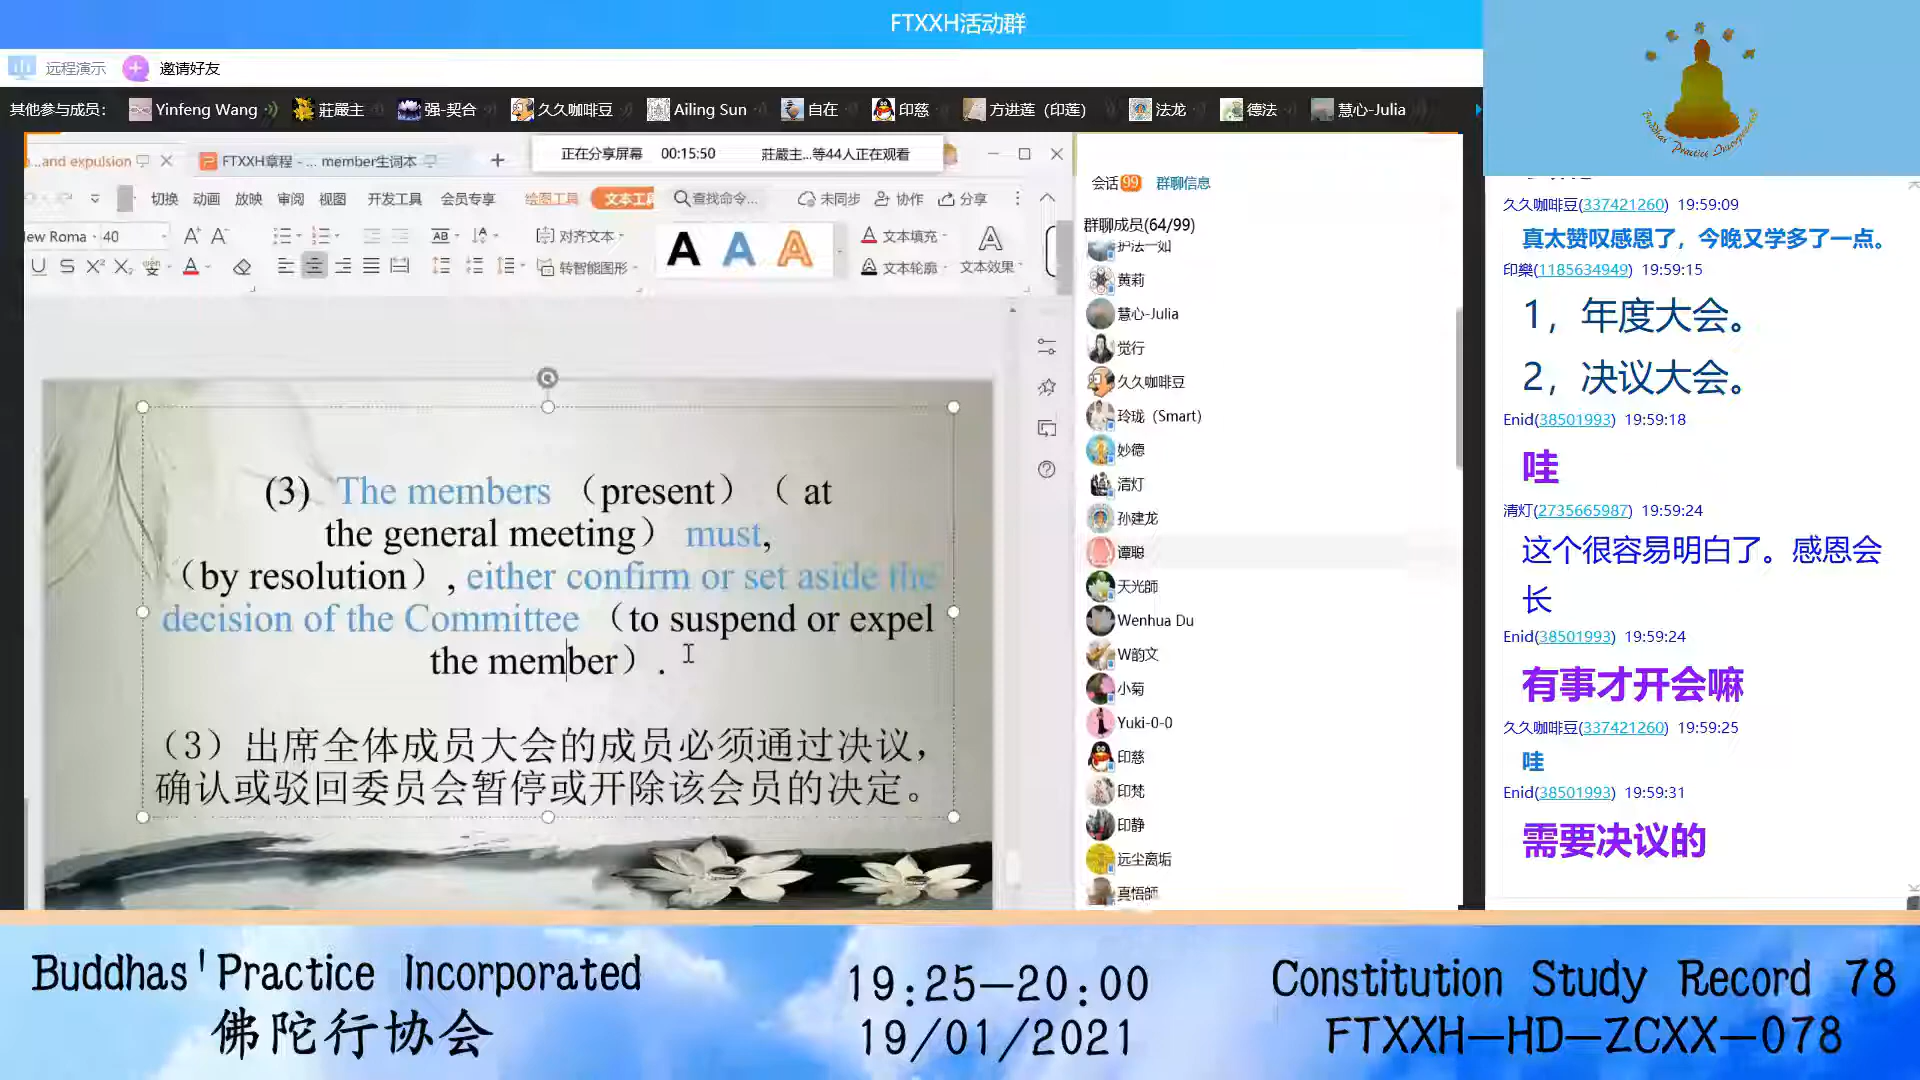 FTXXH活动群
远程演示 邀请好友
其他参与成员: Yinfeng Wang 莊嚴主 强-契合 久久咖啡豆 Ailing Sun 自在 印慈 方进莲（印莲） 法龙 德法 慧心-Julia
...and expulsion FTXXH章程 - ... member生词本 正在分享屏幕 00:15:50 莊嚴主...等44人正在观看
切换 动画 放映 审阅 视图 开发工具 会员专享 绘图工具 文本工具 查找命令... 未同步 协作 分享
ew Roma 40 对齐文本 文本填充
转智能图形 文本轮廓 文本效果
(3) The members （present） （ at
the general meeting） must,
（by resolution）, either confirm or set aside the
decision of the Committee （to suspend or expel
the member）.
（3）出席全体成员大会的成员必须通过决议，
确认或驳回委员会暂停或开除该会员的决定。
会话 99 群聊信息
群聊成员(64/99)
护法一如
黄莉
慧心-Julia
觉行
久久咖啡豆
玲珑（Smart）
妙德
清灯
孙建龙
谭聪
天光師
Wenhua Du
W韵文
小菊
Yuki-0-0
印慈
印梵
印静
远尘离垢
真悟師
久久咖啡豆(337421260) 19:59:09
真太赞叹感恩了，今晚又学多了一点。
印樂(1185634949) 19:59:15
1，年度大会。
2，决议大会。
Enid(38501993) 19:59:18
哇
清灯(2735665987) 19:59:24
这个很容易明白了。感恩会
长
Enid(38501993) 19:59:24
有事才开会嘛
久久咖啡豆(337421260) 19:59:25
哇
Enid(38501993) 19:59:31
需要决议的
Buddhas Practice Incorporated
Buddhas'Practice Incorporated
佛陀行协会
19:25—20:00
19/01/2021
Constitution Study Record 78
FTXXH—HD—ZCXX—078